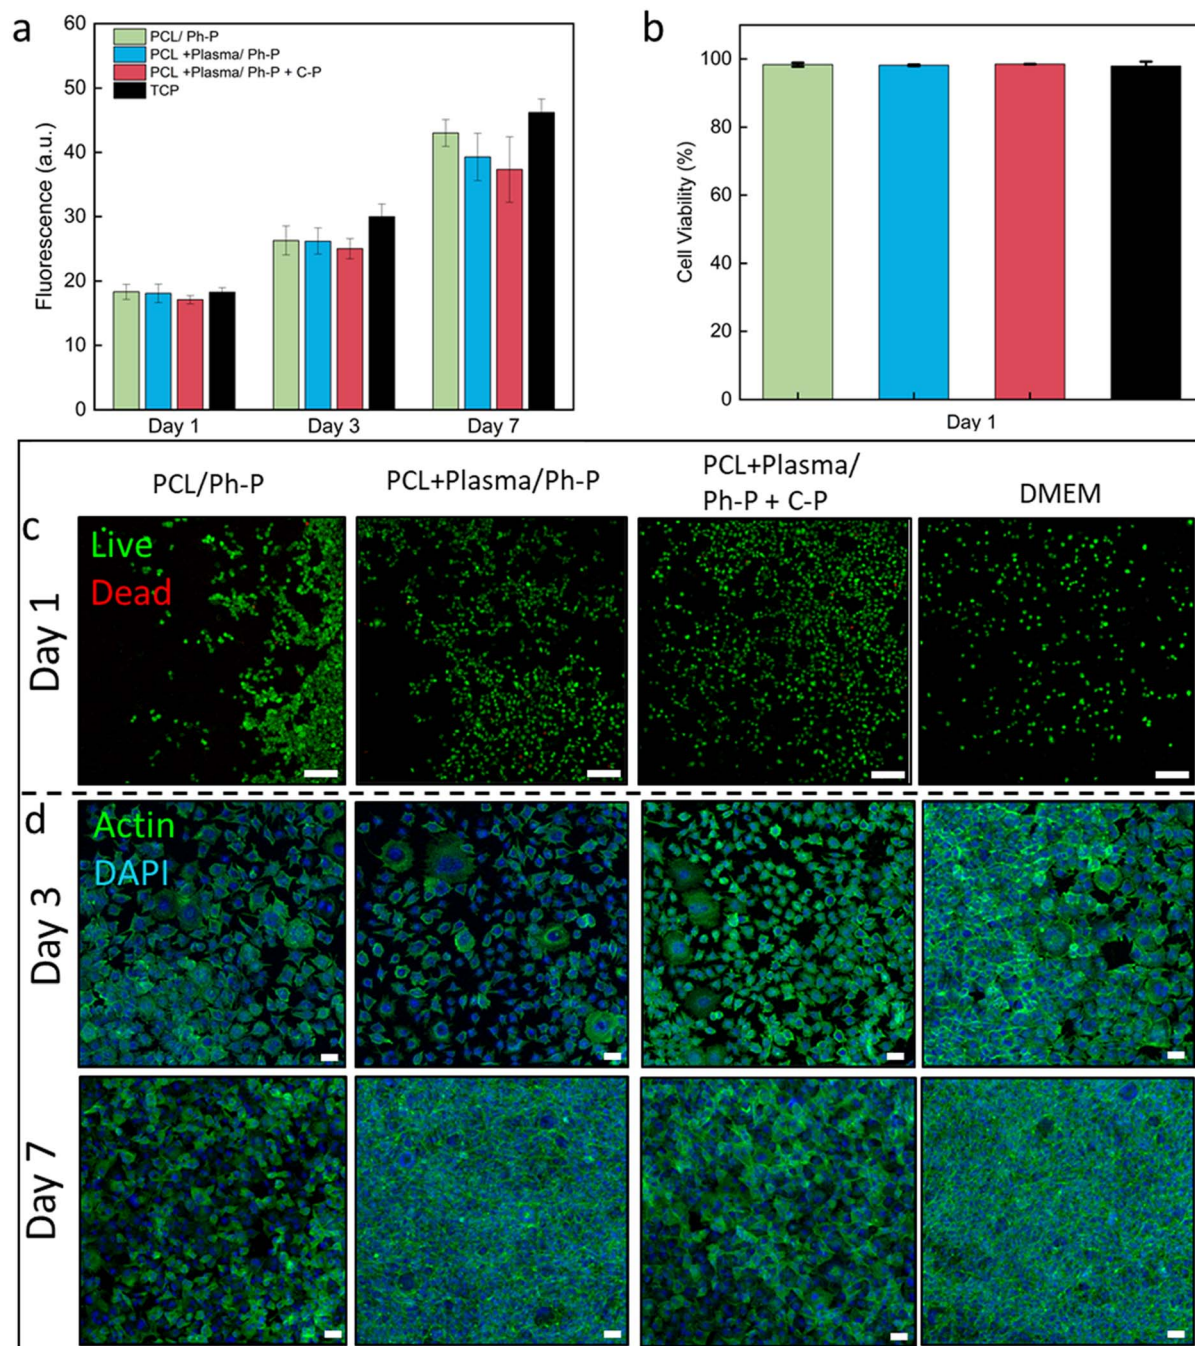 a
60
50
40
30
20
10
0
Fluorescence (a.u.)
PCL/ Ph-P
PCL +Plasma/ Ph-P
PCL +Plasma/ Ph-P + C-P
TCP
Day 1 Day 3 Day 7
b
100
80
60
40
20
0
Cell Viability (%)
Day 1
PCL/Ph-P
PCL+Plasma/Ph-P
PCL+Plasma/
Ph-P + C-P
DMEM
c
Live
Dead
Day 1
d
Actin
DAPI
Day 3
Day 7